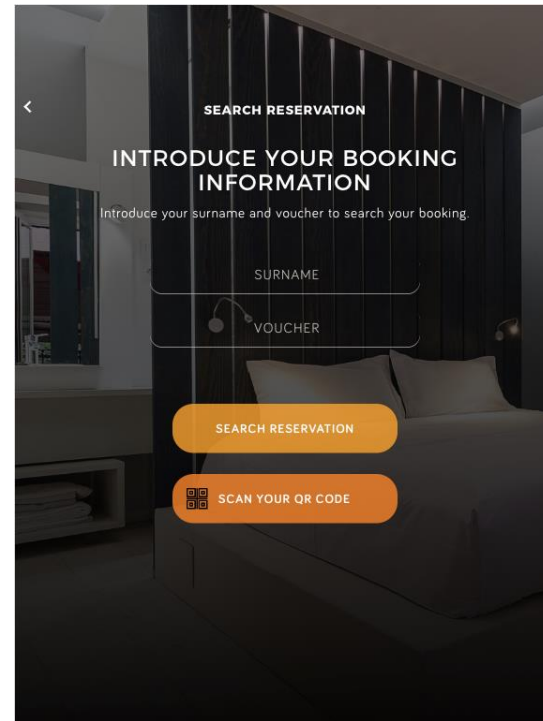 SEARCH RESERVATION
INTRODUCE YOUR BOOKING
INFORMATION
Introduce your surname and voucher to search your booking.
SURNAME
VOUCHER
SEARCH RESERVATION
SCAN YOUR QR CODE